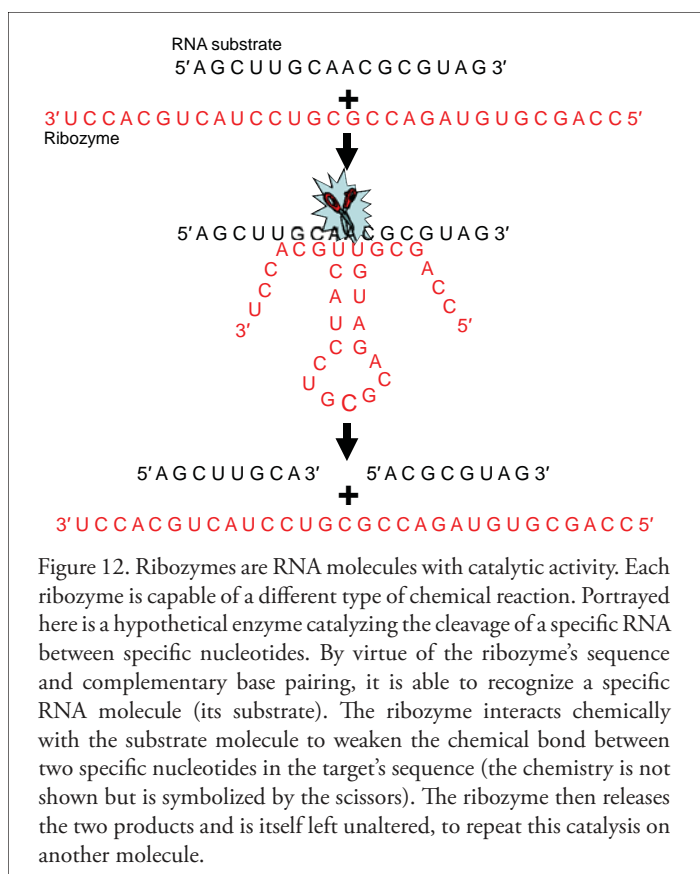 RNA substrate
5′ A G C U U G C A A C G C G U A G 3′
+
3′ U C C A C G U C A U C C U G C G C C A G A U G U G C G A C C 5′
Ribozyme
5′ A G C U U G C A A C G C G U A G 3′
A C G U U G C G
C C G A
C A U C
U U A C
3′ C G 5′
C A
U C
G C G
5′ A G C U U G C A 3′ 5′ A C G C G U A G 3′
+
3′ U C C A C G U C A U C C U G C G C C A G A U G U G C G A C C 5′
Figure 12. Ribozymes are RNA molecules with catalytic activity. Each
ribozyme is capable of a different type of chemical reaction. Portrayed
here is a hypothetical enzyme catalyzing the cleavage of a specific RNA
between specific nucleotides. By virtue of the ribozyme’s sequence
and complementary base pairing, it is able to recognize a specific
RNA molecule (its substrate). The ribozyme interacts chemically
with the substrate molecule to weaken the chemical bond between
two specific nucleotides in the target’s sequence (the chemistry is not
shown but is symbolized by the scissors). The ribozyme then releases
the two products and is itself left unaltered, to repeat this catalysis on
another molecule.